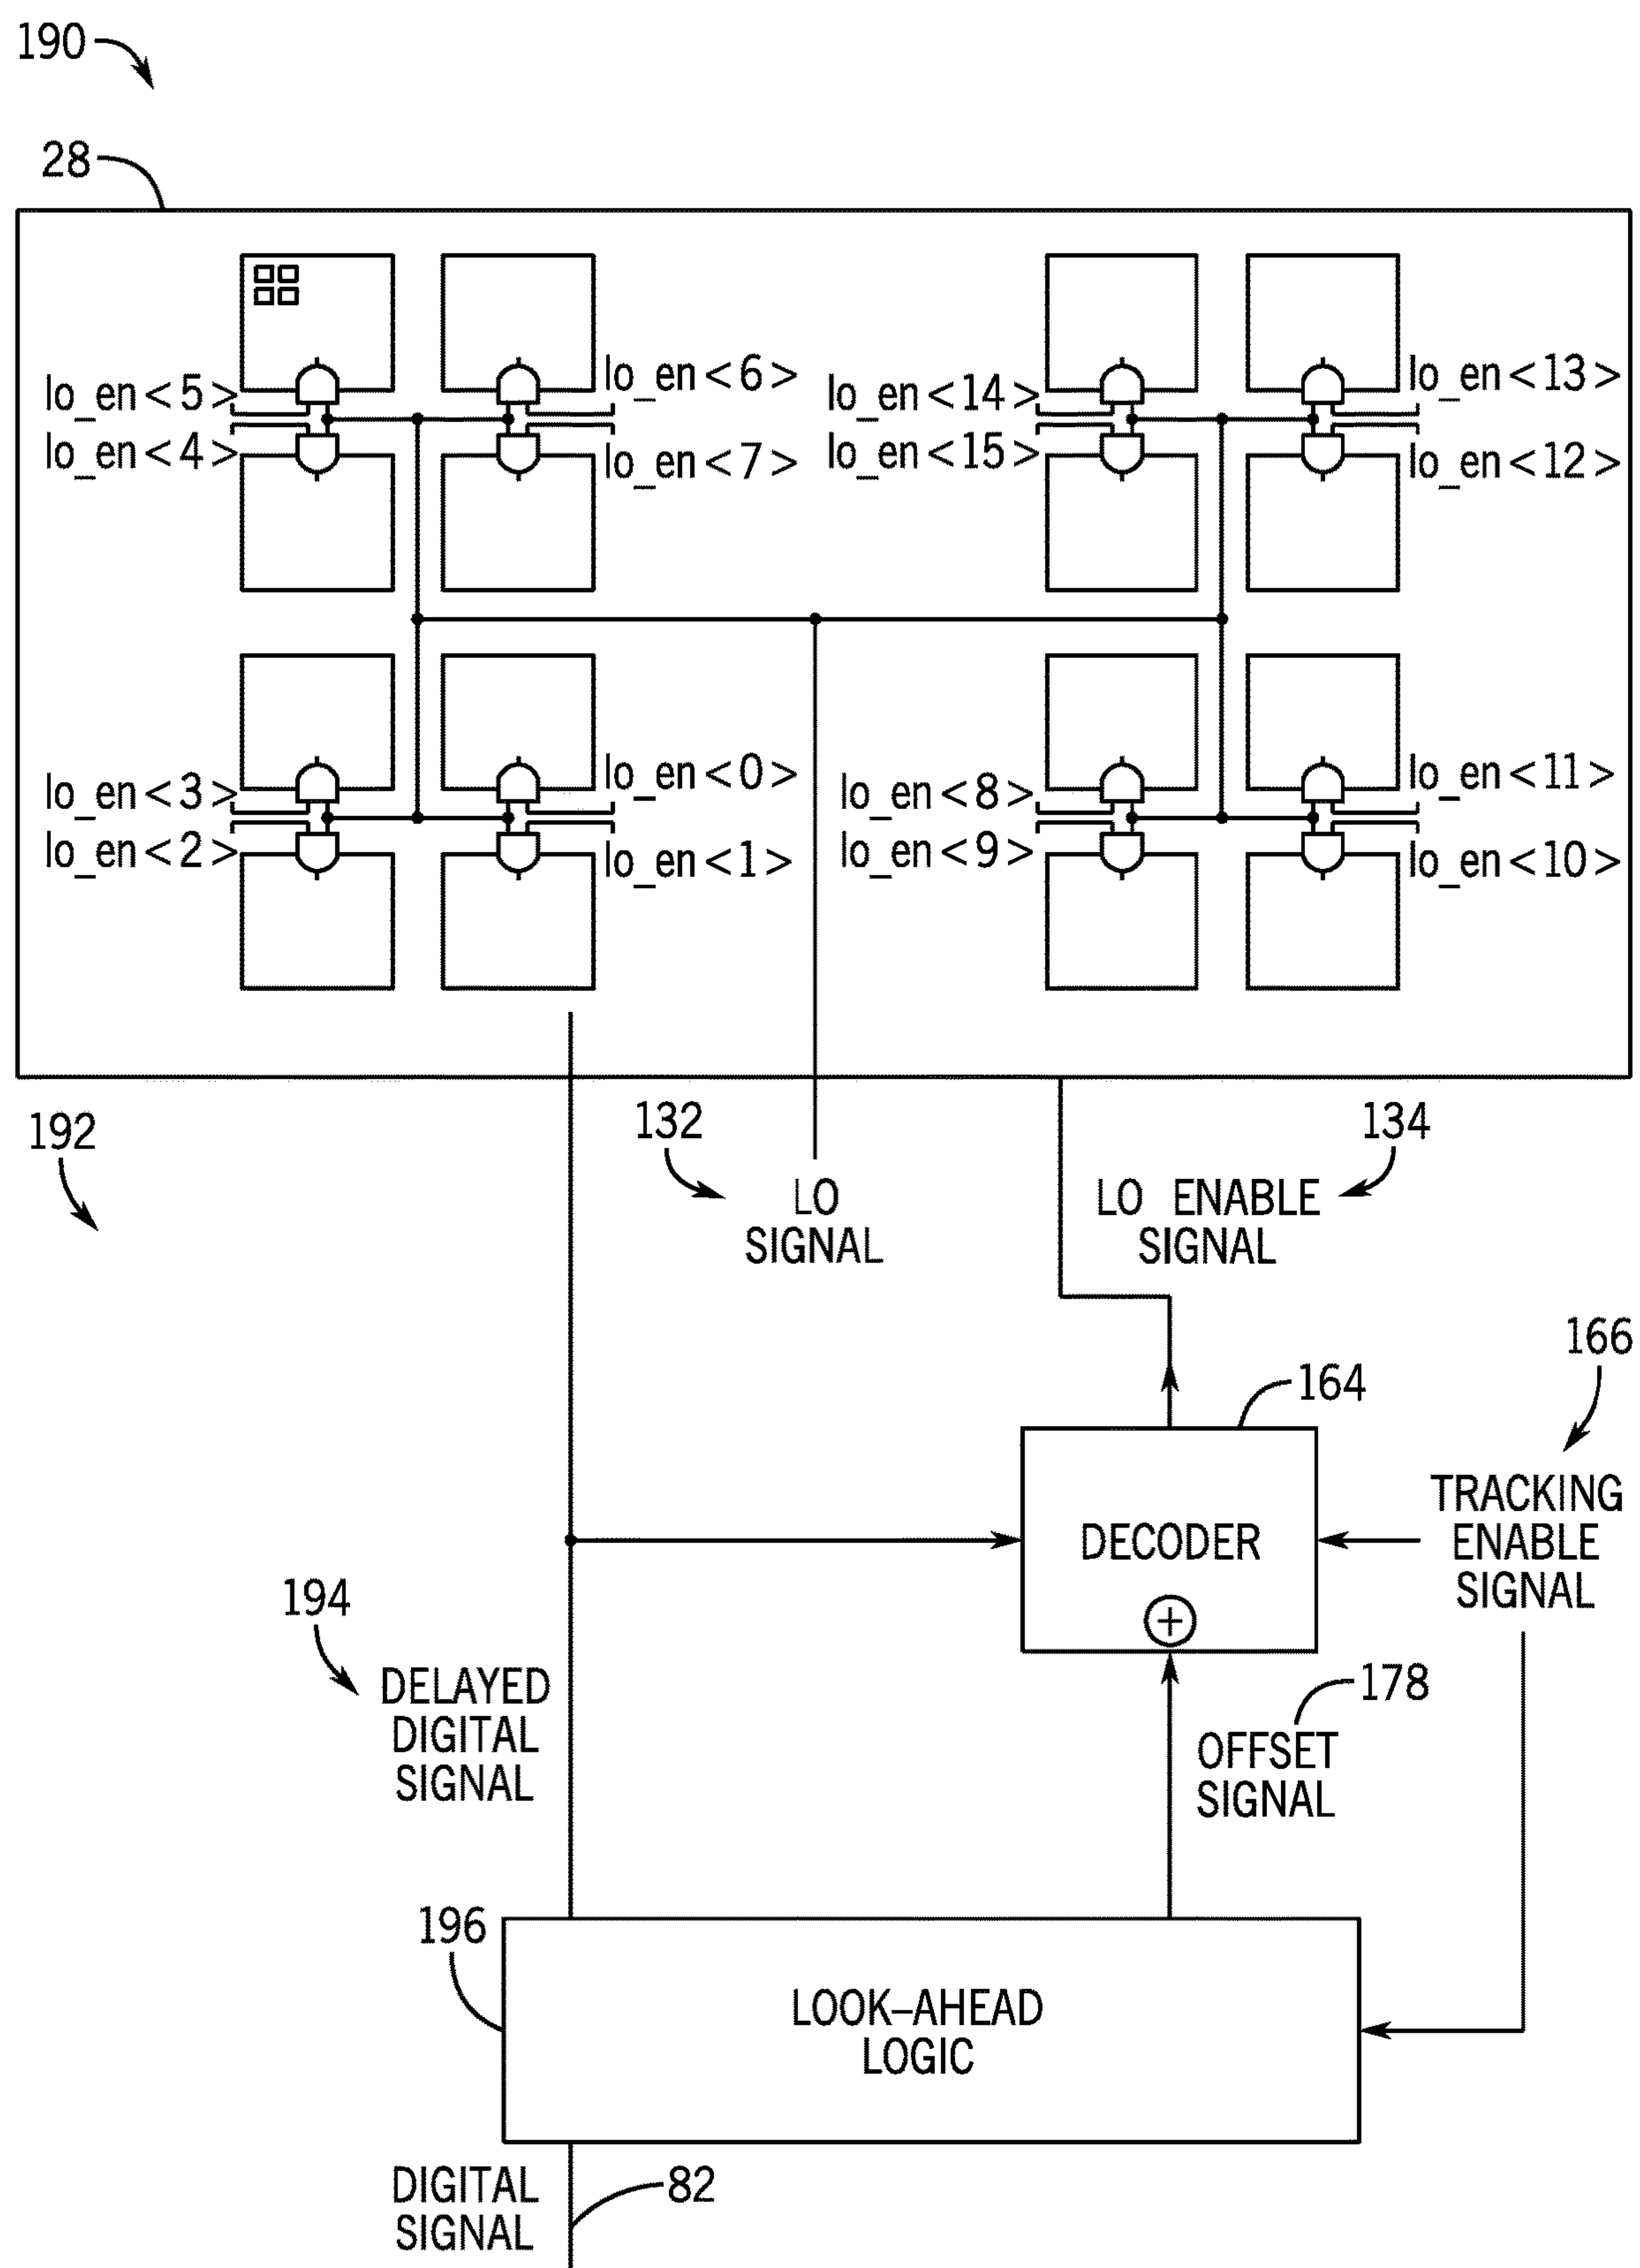 190
28
lo_en<5>
lo_en<6>
lo_en<14>
lo_en<13>
lo_en<4>
lo_en<7>
lo_en<15>
lo_en<12>
lo_en<3>
lo_en<0>
lo_en<8>
lo_en<11>
lo_en<2>
lo_en<1>
lo_en<9>
lo_en<10>
192
132
134
LO
SIGNAL
LO ENABLE
SIGNAL
166
164
TRACKING
ENABLE
SIGNAL
DECODER
+
194
DELAYED
DIGITAL
SIGNAL
178
OFFSET
SIGNAL
196
LOOK–AHEAD
LOGIC
DIGITAL
SIGNAL
82